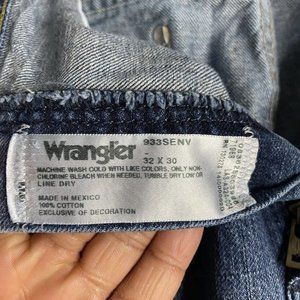 Wrangler
933SENV
32 X 30
MACHINE WASH COLD WITH LIKE COLORS, ONLY NON-
CHLORINE BLEACH WHEN NEEDED, TUMBLE DRY LOW OR
LINE DRY
MADE IN MEXICO
100% COTTON
EXCLUSIVE OF DECORATION